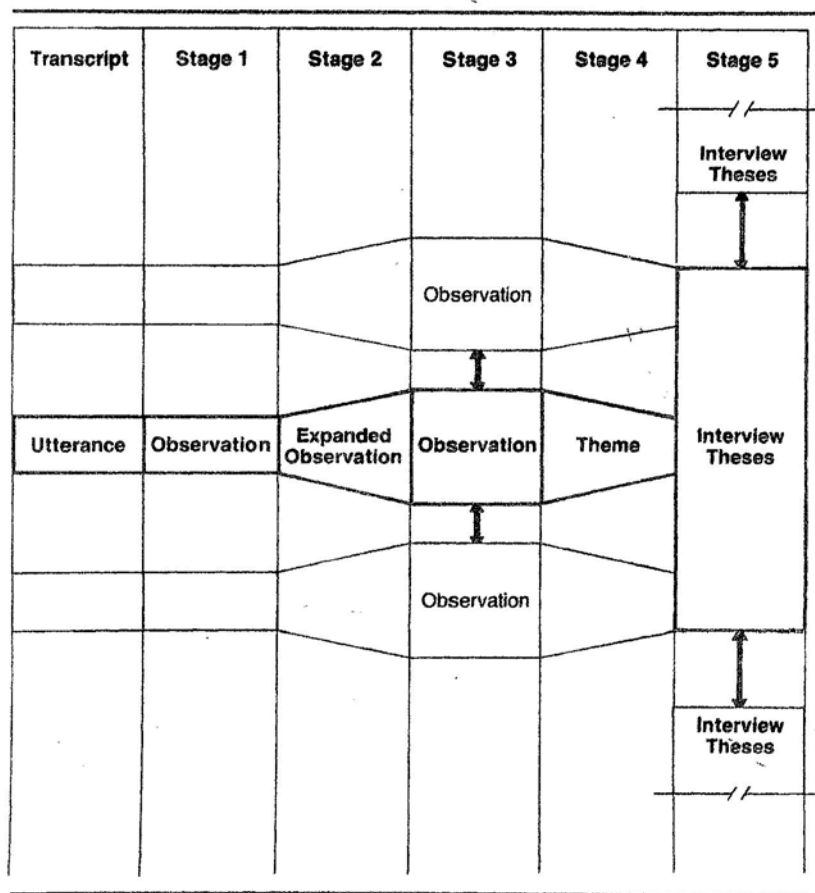 Transcript Stage 1 Stage 2 Stage 3 Stage 4 Stage 5
Interview
Theses
Observation
Utterance Observation Expanded Observation Observation Theme Interview Theses
Observation
Interview
Theses